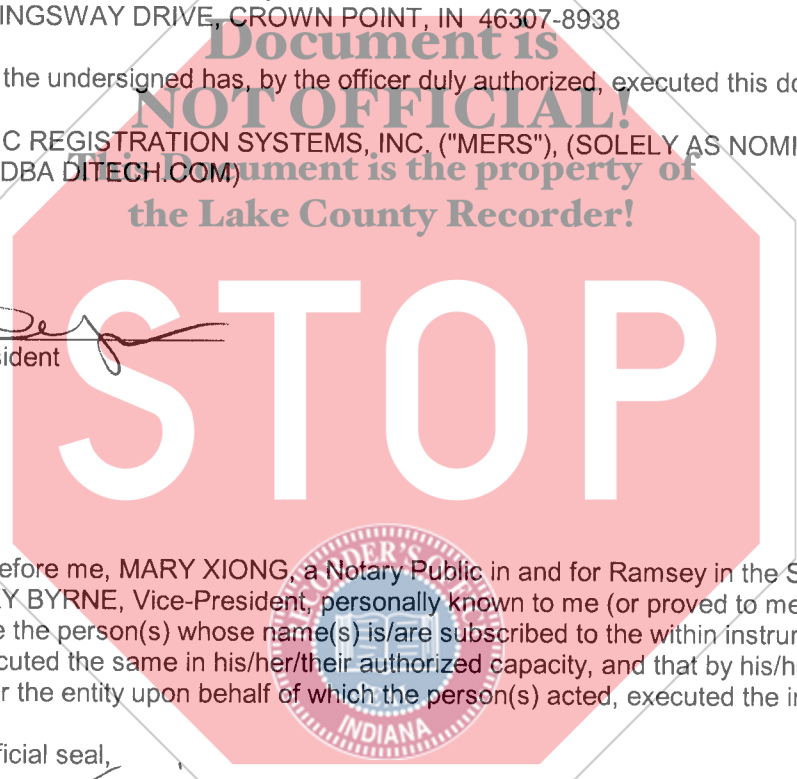 INGSWAY DRIVE, CROWN POINT, IN 46307-8938
Document is
the undersigned has, by the officer duly authorized, executed this do
NOT OFFICIAL!
C REGISTRATION SYSTEMS, INC. ("MERS"), (SOLELY AS NOMI
This Document is the property of
DBA DITECH.COM)
the Lake County Recorder!
STOP
sident
efore me, MARY XIONG, a Notary Public in and for Ramsey in the S
Y BYRNE, Vice-President, personally known to me (or proved to me
e the person(s) whose name(s) is/are subscribed to the within instrum
cuted the same in his/her/their authorized capacity, and that by his/h
r the entity upon behalf of which the person(s) acted, executed the in
RECORDER'S OFFICE
INDIANA
ficial seal,